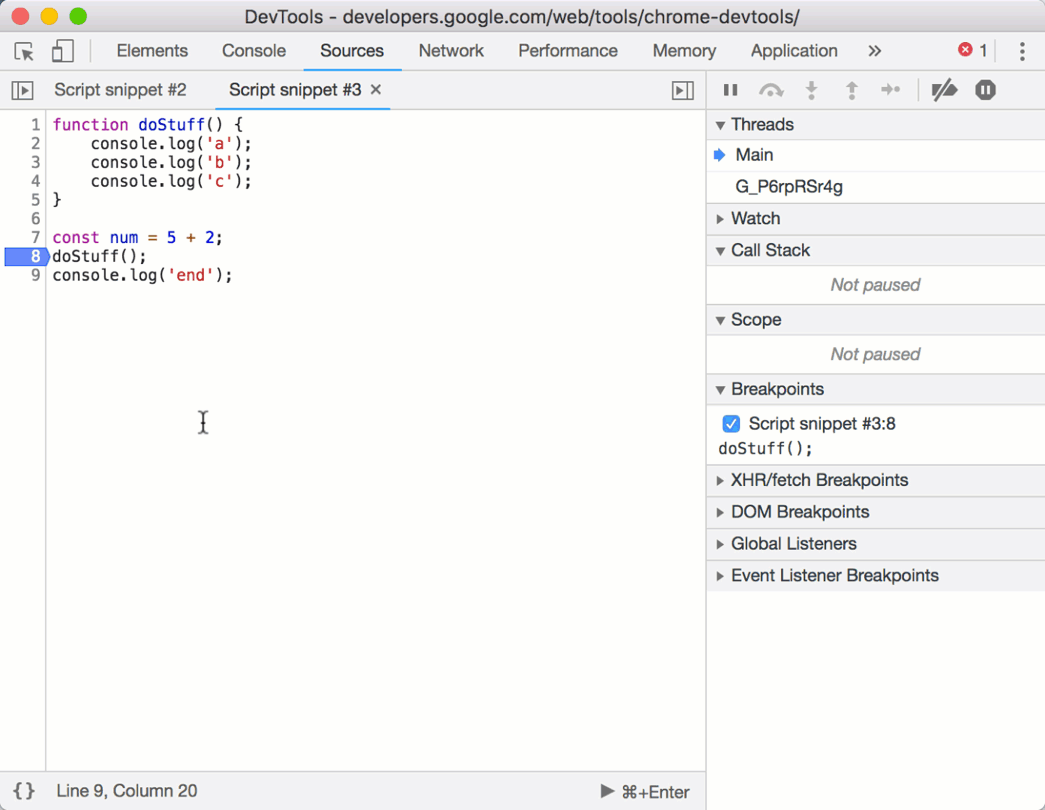 DevTools - developers.google.com/web/tools/chrome-devtools/
Elements Console Sources Network Performance Memory Application » 1
Script snippet #2 Script snippet #3 ×
1 function doStuff() {
2 console.log('a');
3 console.log('b');
4 console.log('c');
5 }
6
7 const num = 5 + 2;
8 doStuff();
9 console.log('end');
{} Line 9, Column 20 ⌘+Enter
Threads
Main
G_P6rpRSr4g
Watch
Call Stack
Not paused
Scope
Not paused
Breakpoints
Script snippet #3:8
doStuff();
XHR/fetch Breakpoints
DOM Breakpoints
Global Listeners
Event Listener Breakpoints